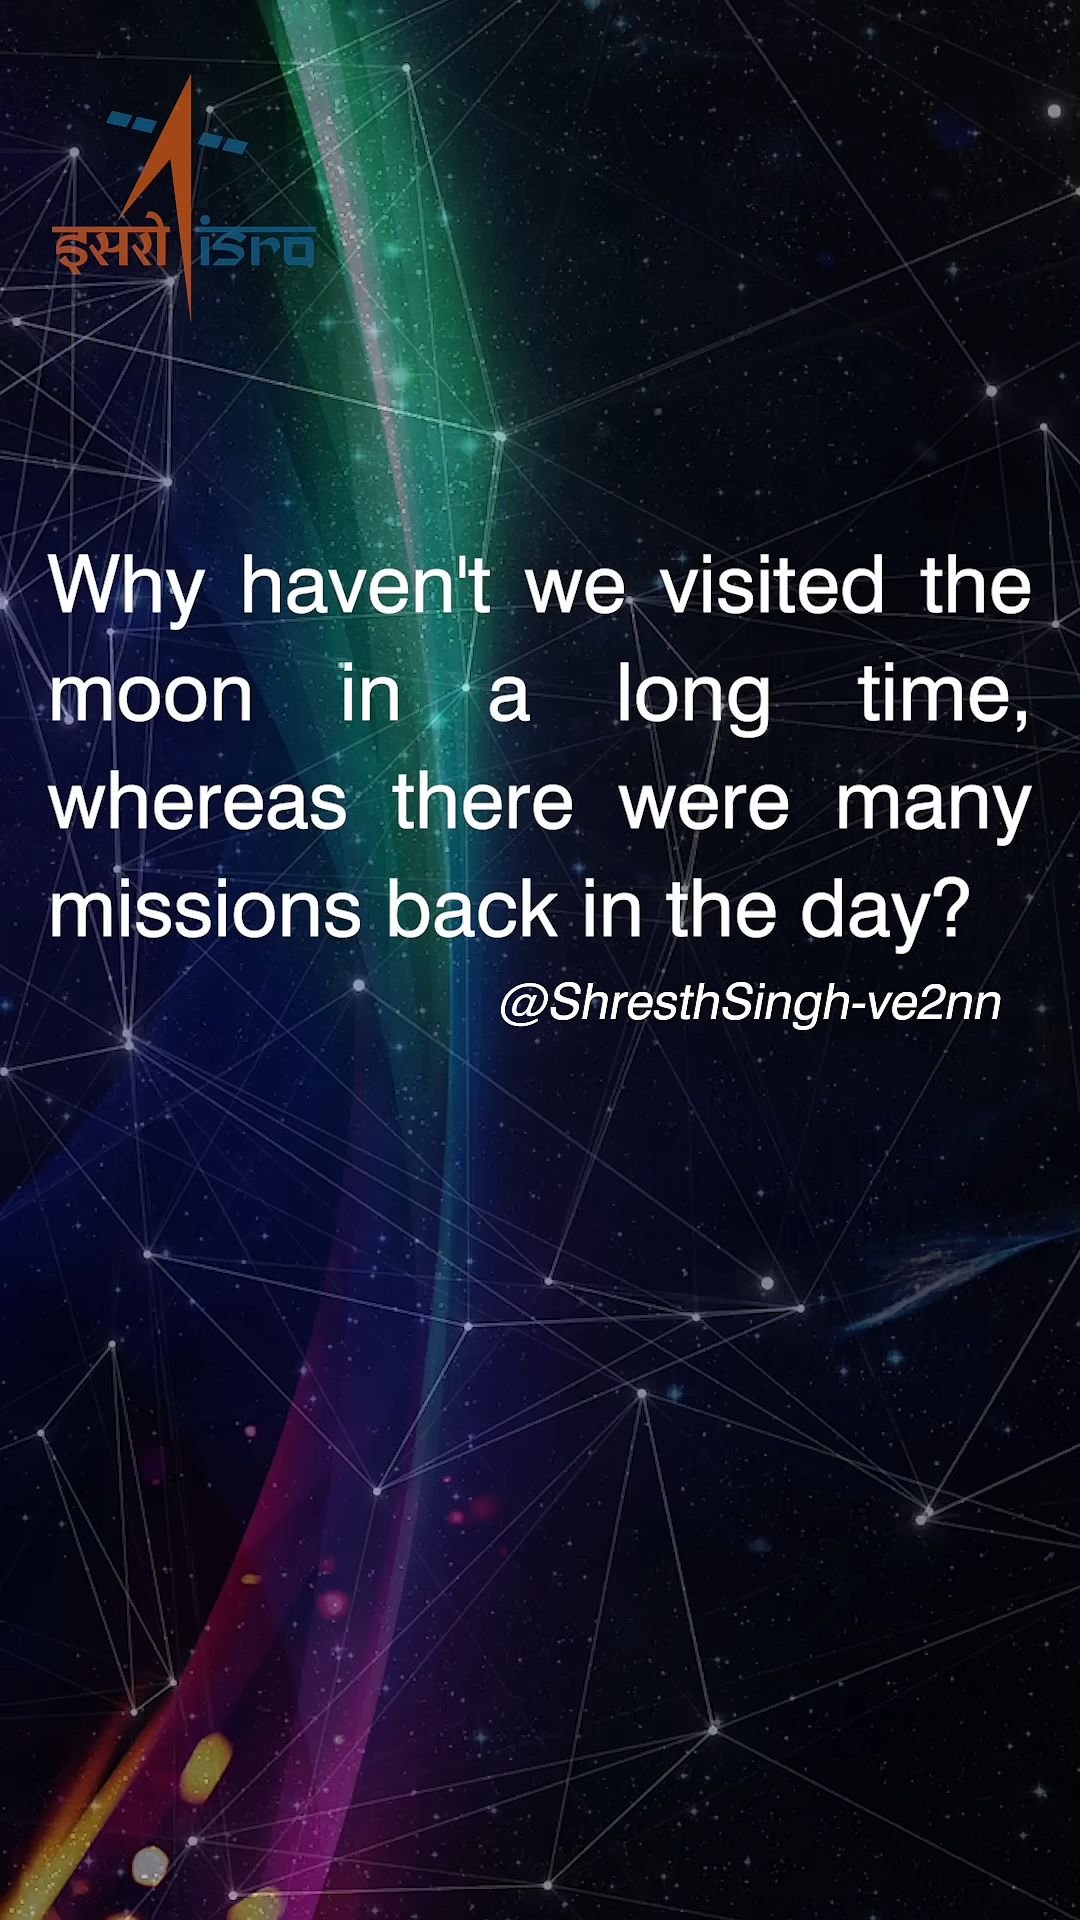 इसरो isro
Why haven't we visited the
moon in a long time,
whereas there were many
missions back in the day?
@ShresthSingh-ve2nn